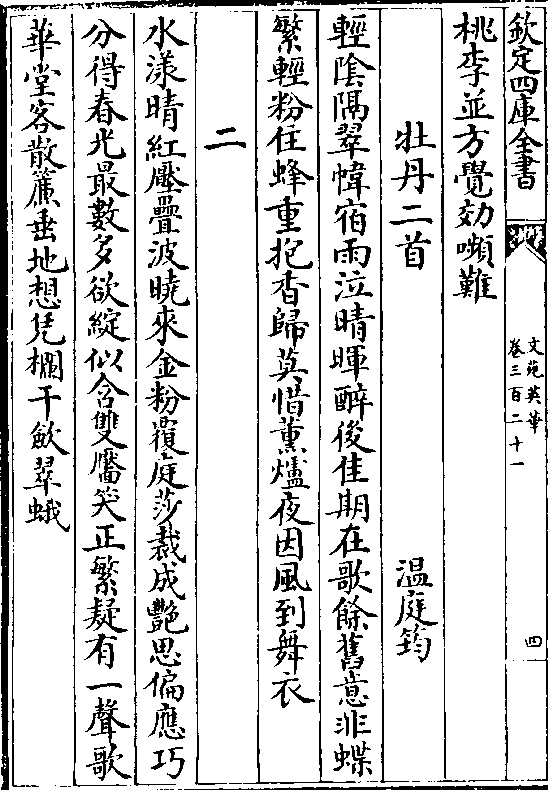 欽定四庫全書
文苑英華
卷三百二十一
四
桃李並方覺効嚬難
牡丹二首
温庭筠
輕陰隔翠幃宿雨泣晴暉醉後佳期在歌餘舊意非蝶
繁輕粉住蜂重抱香歸莫惜薰爐夜因風到舞衣
二
水漾晴紅壓疊波曉來金粉覆庭莎裁成艷思偏應巧
分得春光最數多欲綻似含雙靨笑正繁疑有一聲歌
華堂客散簾垂地想凭欄干歛翠蛾